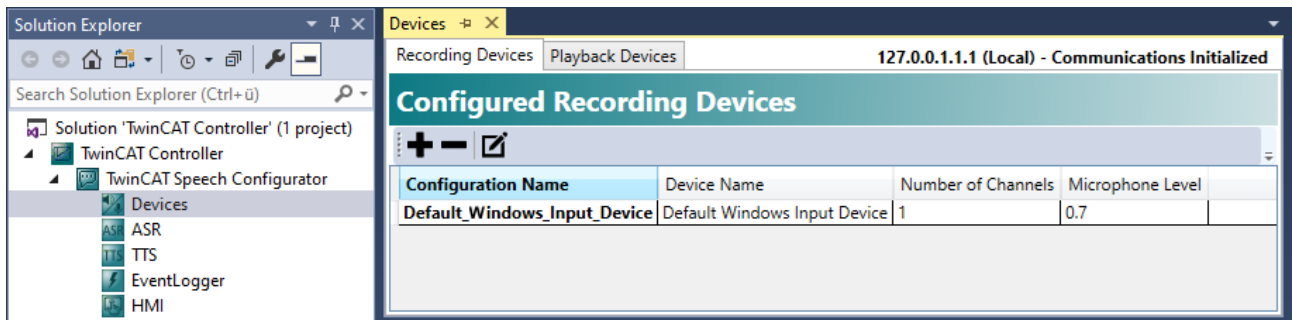 Solution Explorer
Search Solution Explorer (Ctrl+ü)
Solution 'TwinCAT Controller' (1 project)
TwinCAT Controller
TwinCAT Speech Configurator
Devices
ASR ASR
TTS TTS
EventLogger
HMI
Devices
Recording Devices Playback Devices 127.0.0.1.1.1 (Local) - Communications Initialized
Configured Recording Devices
Configuration Name Device Name Number of Channels Microphone Level
Default_Windows_Input_Device Default Windows Input Device 1 0.7